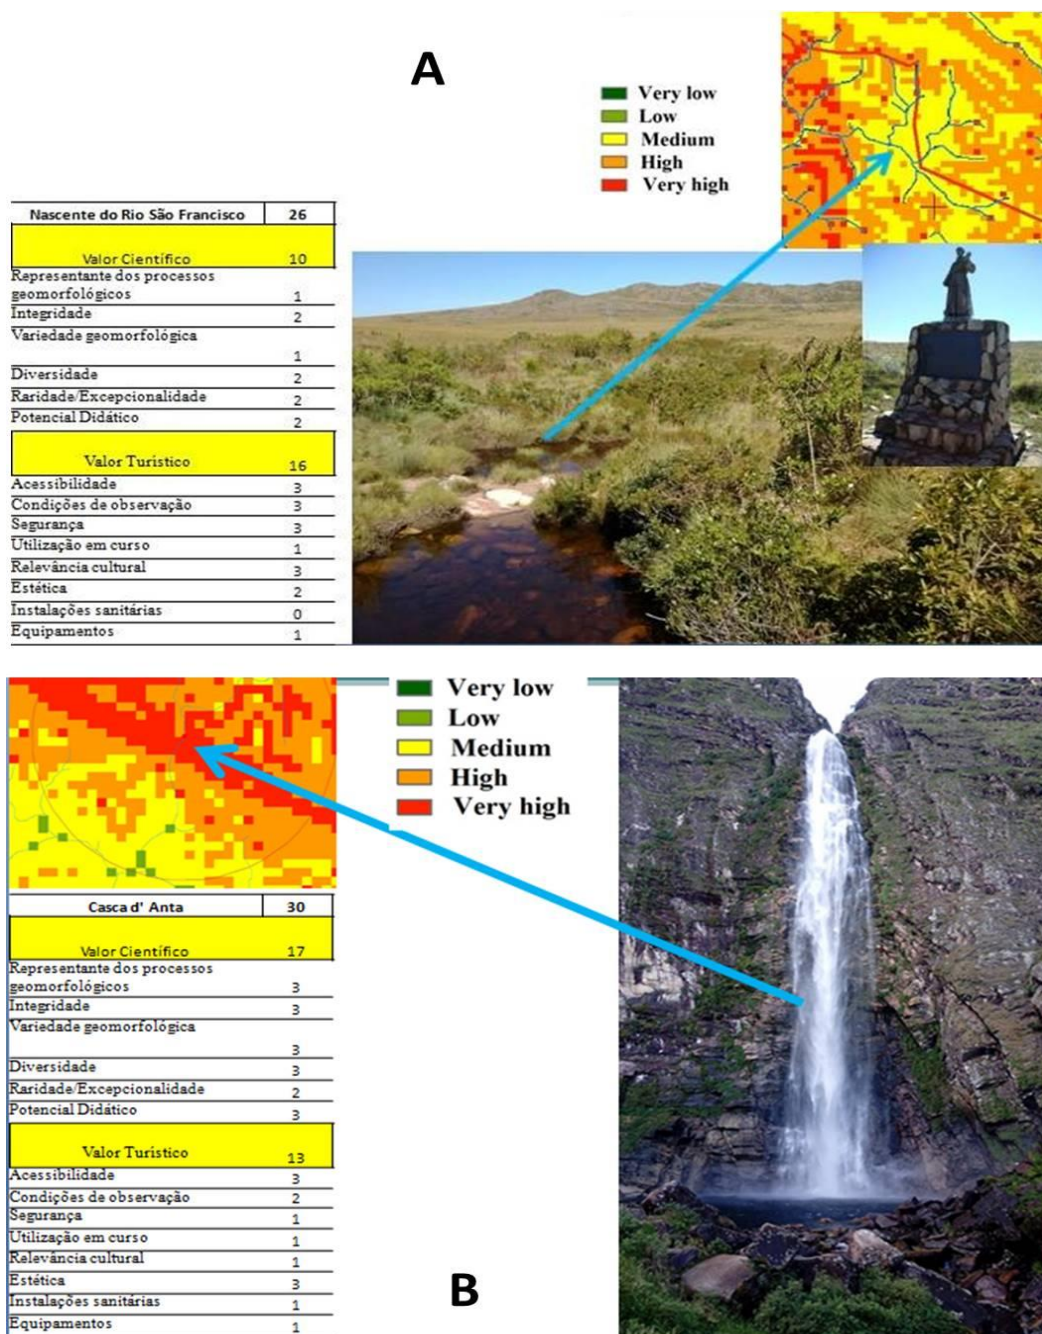 A
Very low
Low
Medium
High
Very high
Nascente do Rio São Francisco 26
Valor Científico 10
Representante dos processos
geomorfológicos 1
Integridade 2
Variedade geomorfológica
1
Diversidade 2
Raridade/Excepcionalidade 2
Potencial Didático 2
Valor Turístico 16
Acessibilidade 3
Condições de observação 3
Segurança 3
Utilização em curso 1
Relevância cultural 3
Estética 2
Instalações sanitárias 0
Equipamentos 1
Very low
Low
Medium
High
Very high
Casca d' Anta 30
Valor Científico 17
Representante dos processos
geomorfológicos 3
Integridade 3
Variedade geomorfológica
3
Diversidade 3
Raridade/Excepcionalidade 2
Potencial Didático 3
Valor Turístico 13
Acessibilidade 3
Condições de observação 2
Segurança 1
Utilização em curso 1
Relevância cultural 1
Estética 3
Instalações sanitárias 1
Equipamentos 1
B